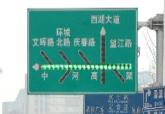 西湖大道
环城
文晖路 北路 庆春路 望江路
中 河 高 架